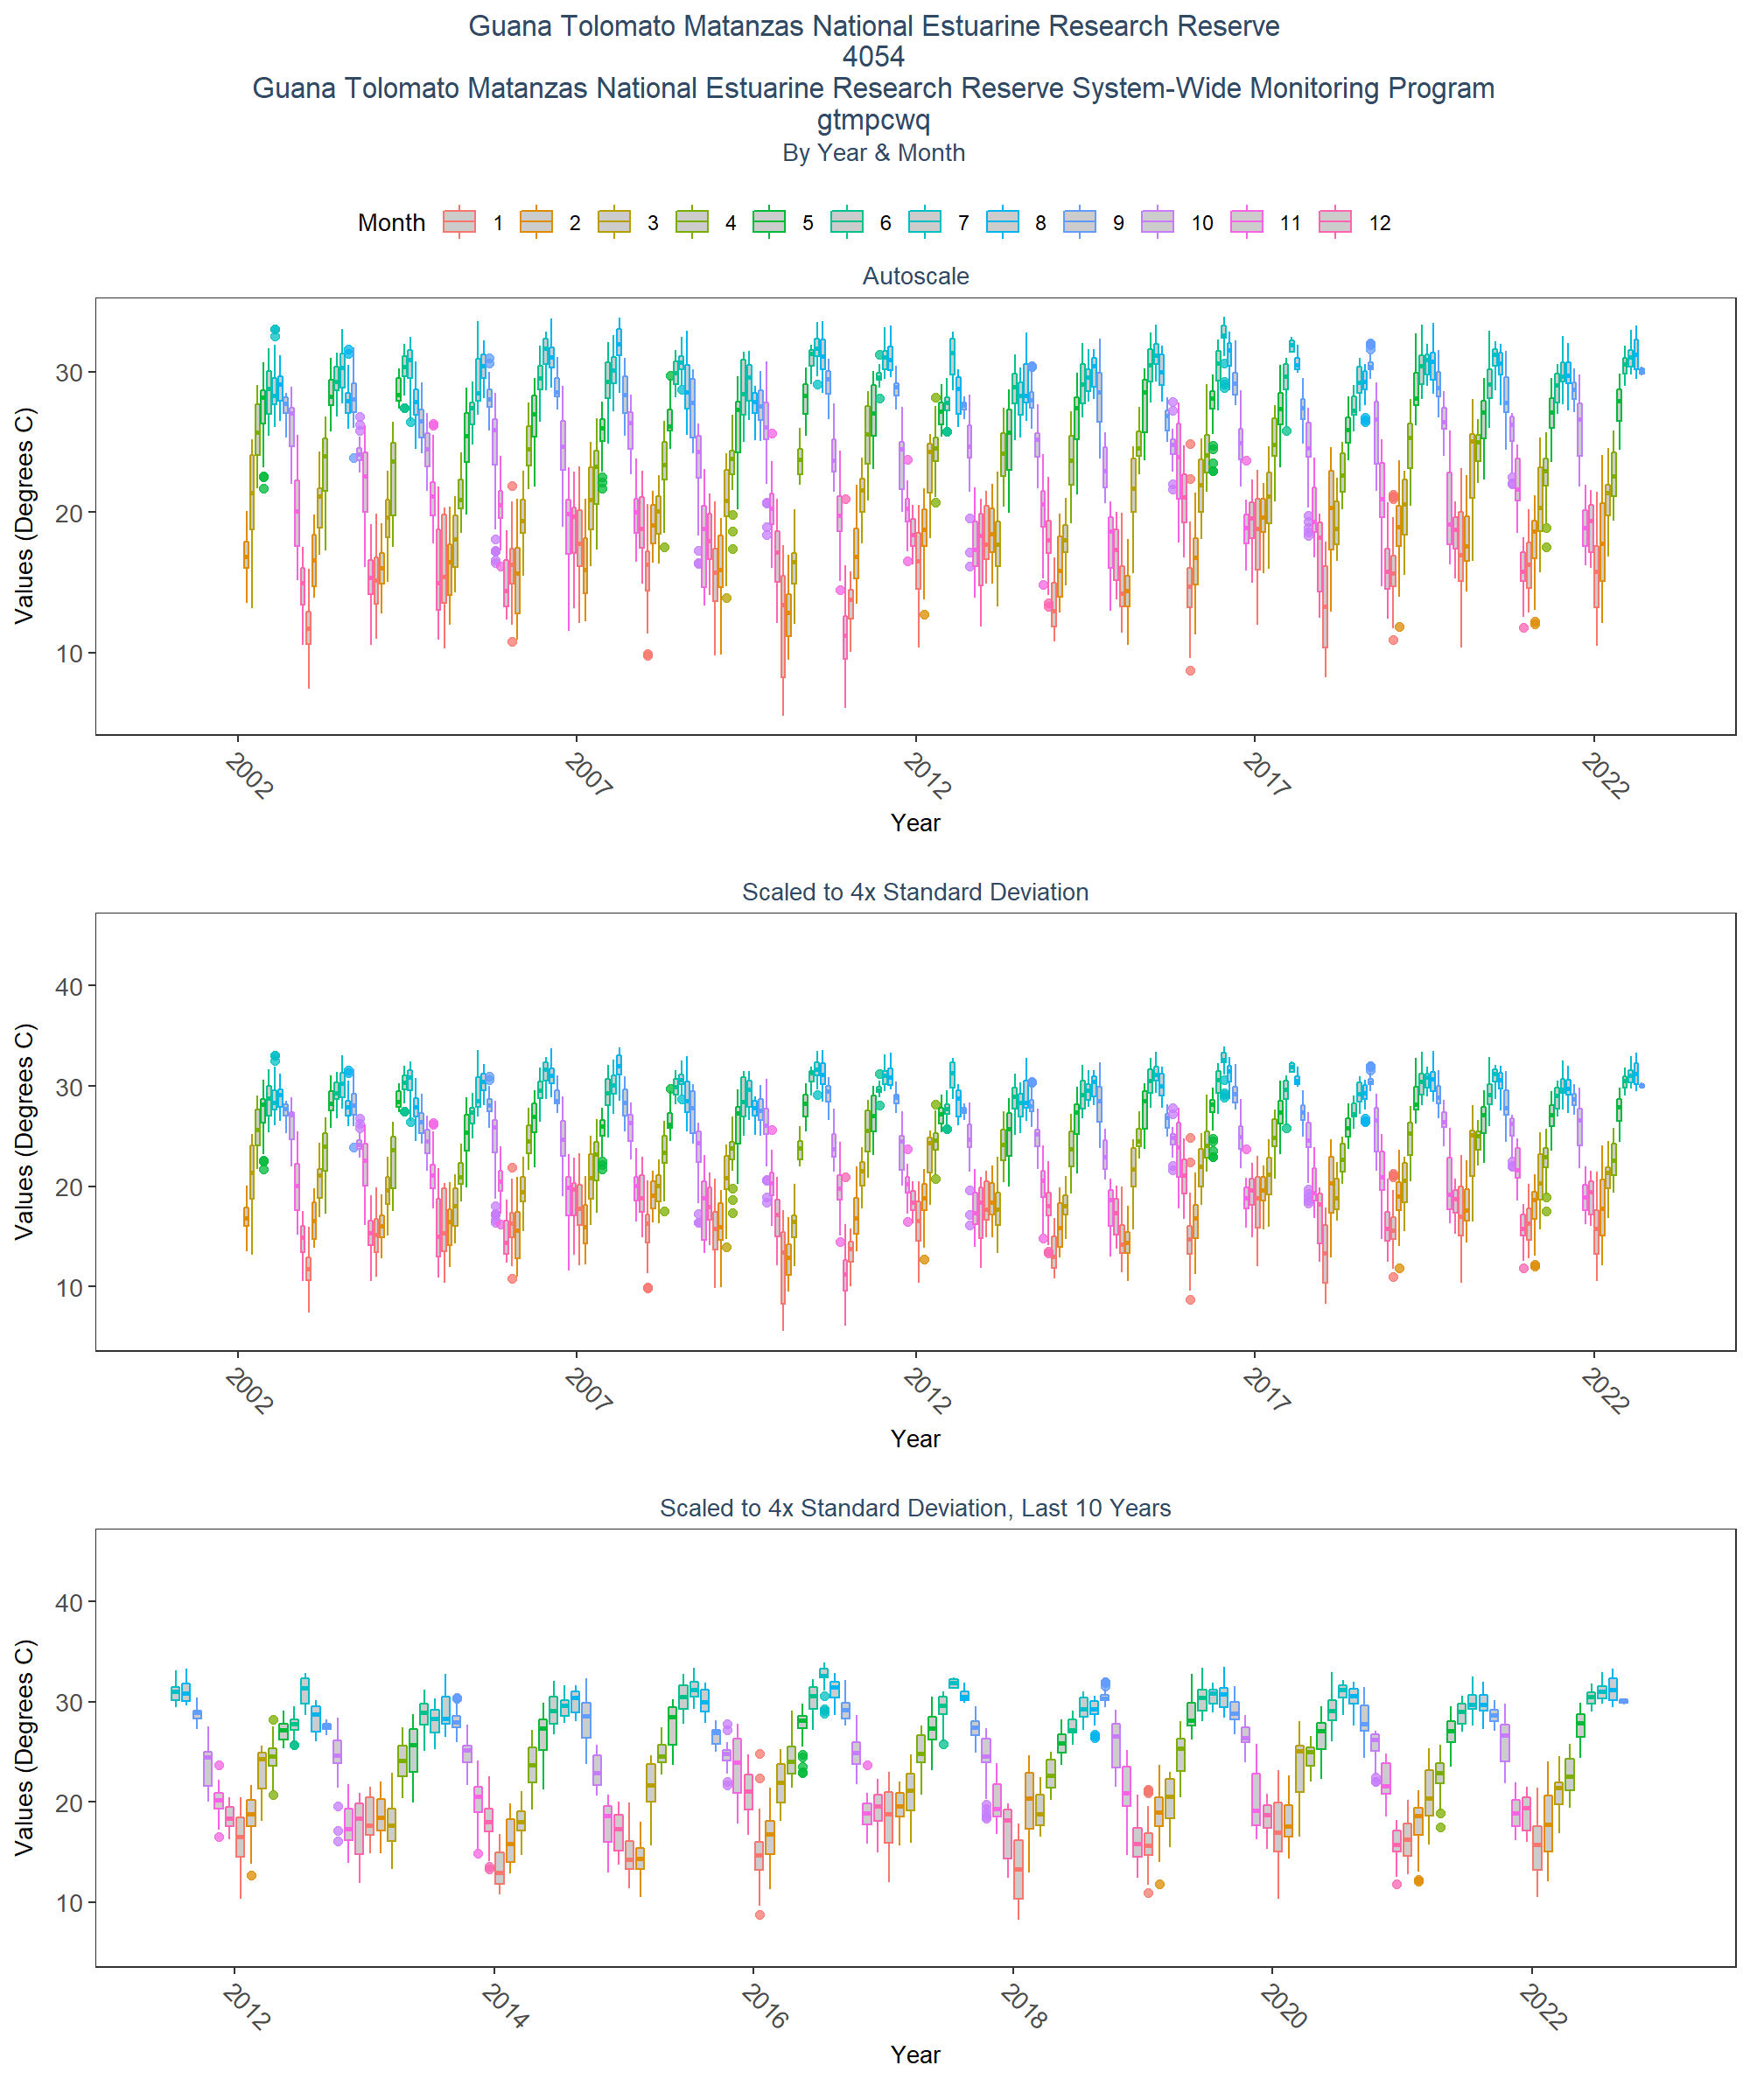 Guana Tolomato Matanzas National Estuarine Research Reserve
4054
Guana Tolomato Matanzas National Estuarine Research Reserve System-Wide Monitoring Program
gtmpcwq
By Year & Month
Month 1 2 3 4 5 6 7 8 9 10 11 12
Autoscale
Values (Degrees C)
30
20
10
2002 2007 2012 2017 2022
Year
Scaled to 4x Standard Deviation
Values (Degrees C)
40
30
20
10
2002 2007 2012 2017 2022
Year
Scaled to 4x Standard Deviation, Last 10 Years
Values (Degrees C)
40
30
20
10
2012 2014 2016 2018 2020 2022
Year